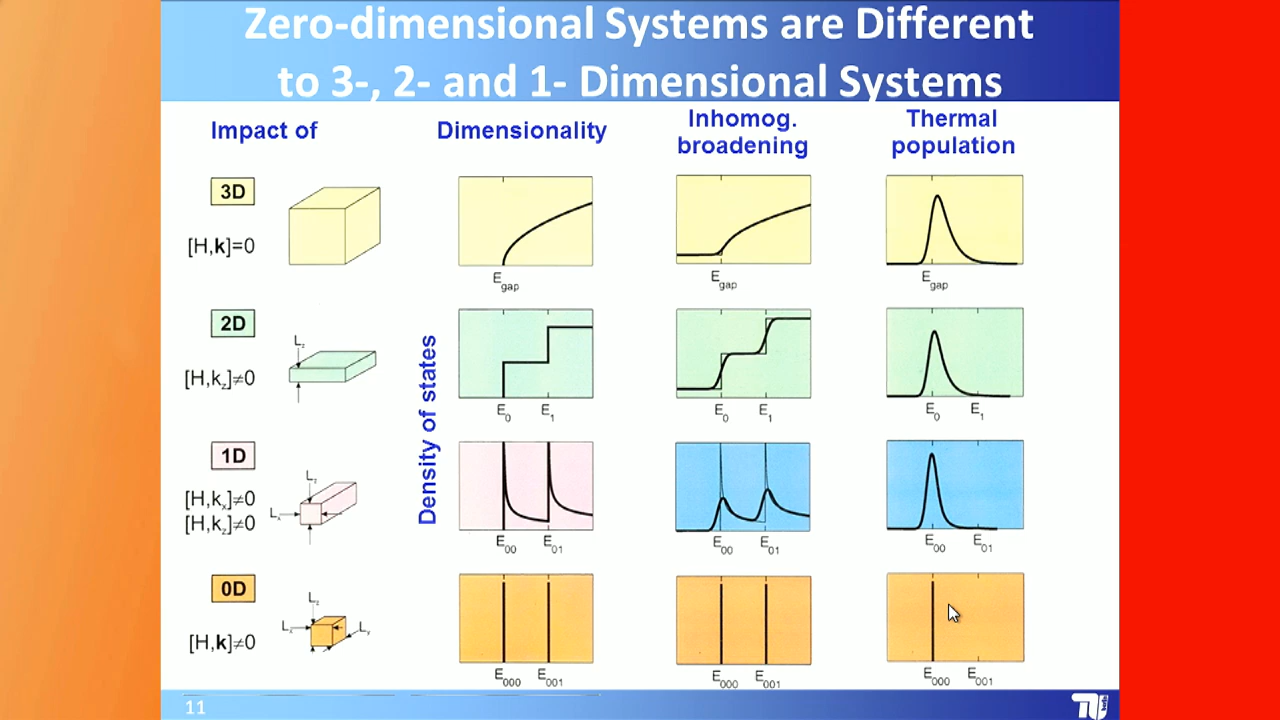 Zero-dimensional Systems are Different
to 3-, 2- and 1- Dimensional Systems
Impact of
Dimensionality
Inhomog.
broadening
Thermal
population
Density of states
3D
[H,k]=0
E_gap
E_gap
E_gap
2D
L_z
[H,k_z]≠0
E_0 E_1
E_0 E_1
E_0 E_1
1D
[H,k_x]≠0
[H,k_z]≠0
L_z
L_x
E_00 E_01
E_00 E_01
E_00 E_01
0D
[H,k]≠0
L_z
L_x
L_y
E_000 E_001
E_000 E_001
E_000 E_001
11